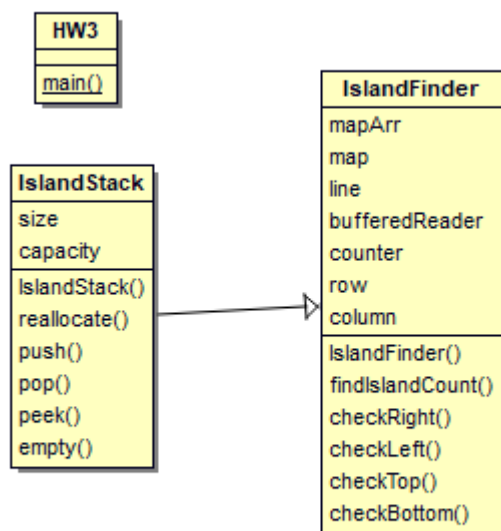 HW3
main()
IslandStack
size
capacity
IslandStack()
reallocate()
push()
pop()
peek()
empty()
IslandFinder
mapArr
map
line
bufferedReader
counter
row
column
IslandFinder()
findIslandCount()
checkRight()
checkLeft()
checkTop()
checkBottom()